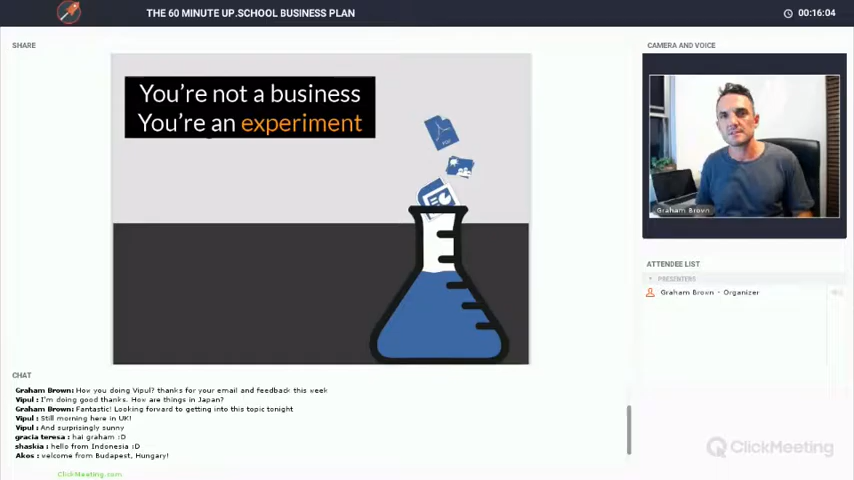 THE 60 MINUTE UP.SCHOOL BUSINESS PLAN
00:16:04
SHARE
You're not a business
You're an experiment
PDF
CAMERA AND VOICE
Graham Brown
ATTENDEE LIST
PRESENTERS
Graham Brown - Organizer
CHAT
Graham Brown: How you doing Vipul? thanks for your email and feedback this week
Vipul : I'm doing good thanks. How are things in Japan?
Graham Brown: Fantastic! Looking forward to getting into this topic tonight
Vipul : Still morning here in UK!
Vipul : And surprisingly sunny
gracia teresa : hai graham :D
shaskia : hello from Indonesia :D
Akos : welcome from Budapest, Hungary!
ClickMeeting.com
ClickMeeting